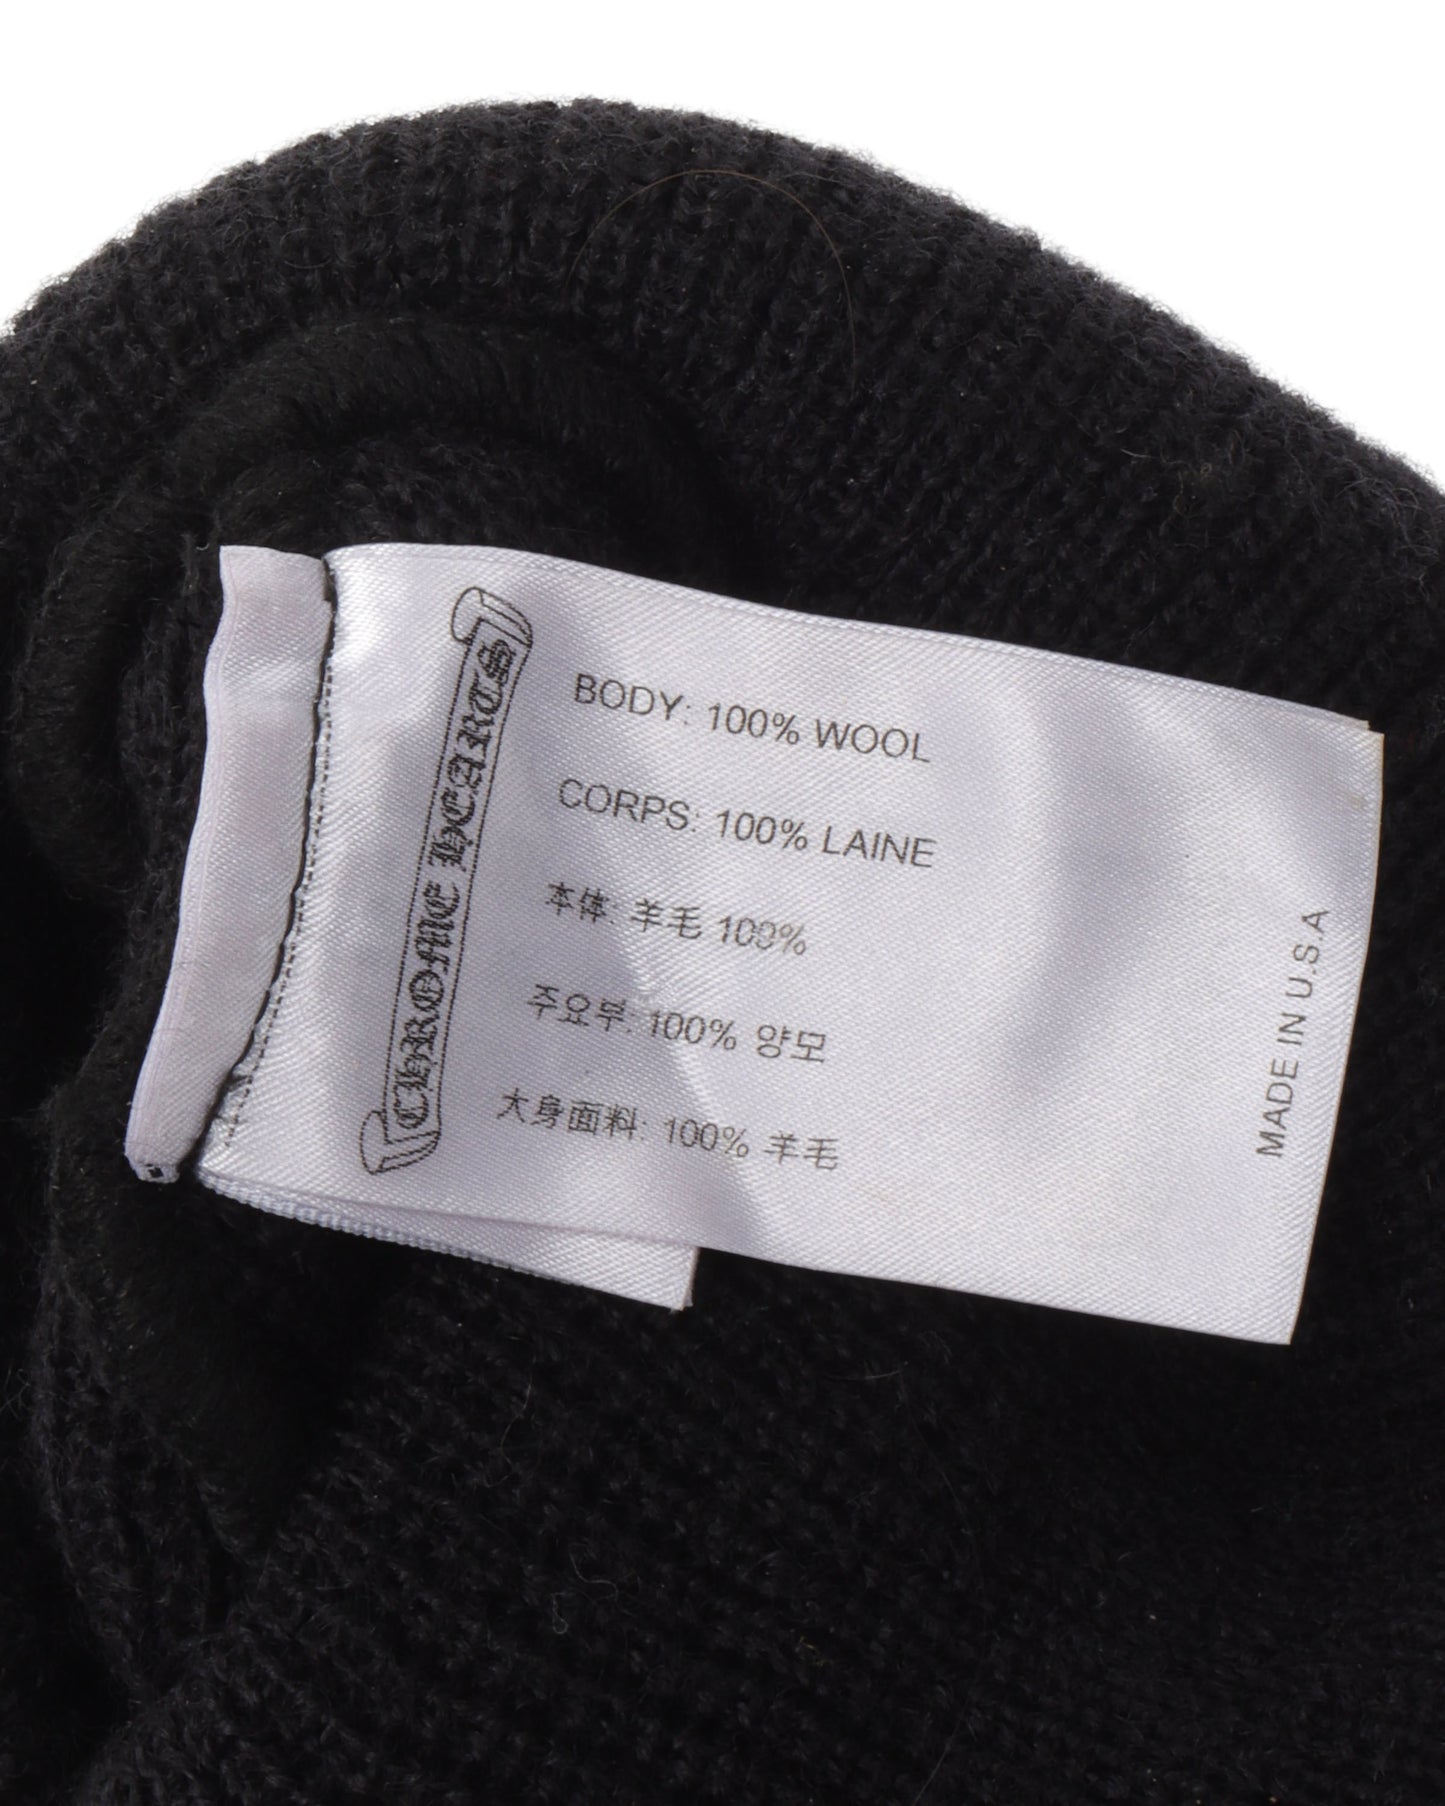 CHROME HEARTS
BODY: 100% WOOL
CORPS: 100% LAINE
本体: 羊毛 100%
주요부: 100% 양모
大身面料: 100% 羊毛
MADE IN U.S.A